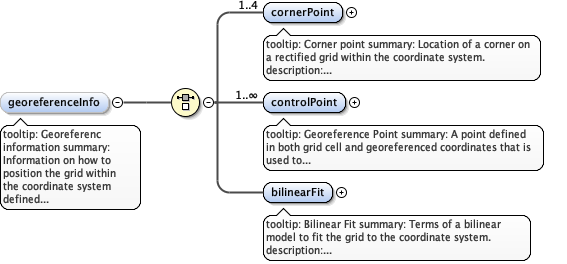 1..4
cornerPoint
tooltip: Corner point summary: Location of a corner on
a rectified grid within the coordinate system.
description:...
georeferenceInfo
tooltip: Georeferenc
information summary:
Information on how to
position the grid within
the coordinate system
defined...
1..∞
controlPoint
tooltip: Georeference Point summary: A point defined
in both grid cell and georeferenced coordinates that is
used to...
bilinearFit
tooltip: Bilinear Fit summary: Terms of a bilinear
model to fit the grid to the coordinate system.
description:...